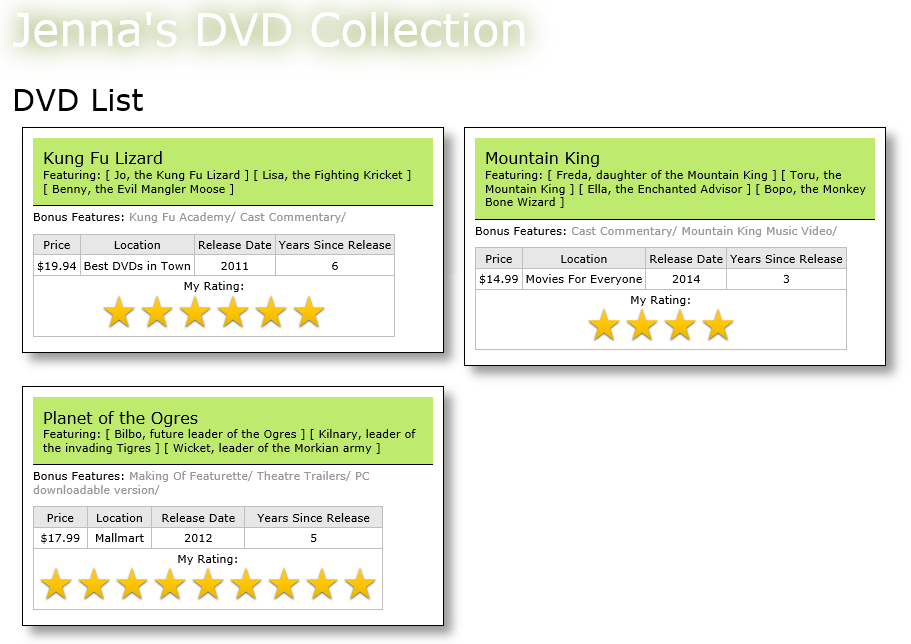 Jenna's DVD Collection
DVD List
Kung Fu Lizard
Featuring: [ Jo, the Kung Fu Lizard ] [ Lisa, the Fighting Kricket ]
[ Benny, the Evil Mangler Moose ]
Bonus Features: Kung Fu Academy/ Cast Commentary/
Price Location Release Date Years Since Release
$19.94 Best DVDs in Town 2011 6
My Rating:
Mountain King
Featuring: [ Freda, daughter of the Mountain King ] [ Toru, the
Mountain King ] [ Ella, the Enchanted Advisor ] [ Bopo, the Monkey
Bone Wizard ]
Bonus Features: Cast Commentary/ Mountain King Music Video/
Price Location Release Date Years Since Release
$14.99 Movies For Everyone 2014 3
My Rating:
Planet of the Ogres
Featuring: [ Bilbo, future leader of the Ogres ] [ Kilnary, leader of
the invading Tigres ] [ Wicket, leader of the Morkian army ]
Bonus Features: Making Of Featurette/ Theatre Trailers/ PC
downloadable version/
Price Location Release Date Years Since Release
$17.99 Mallmart 2012 5
My Rating: